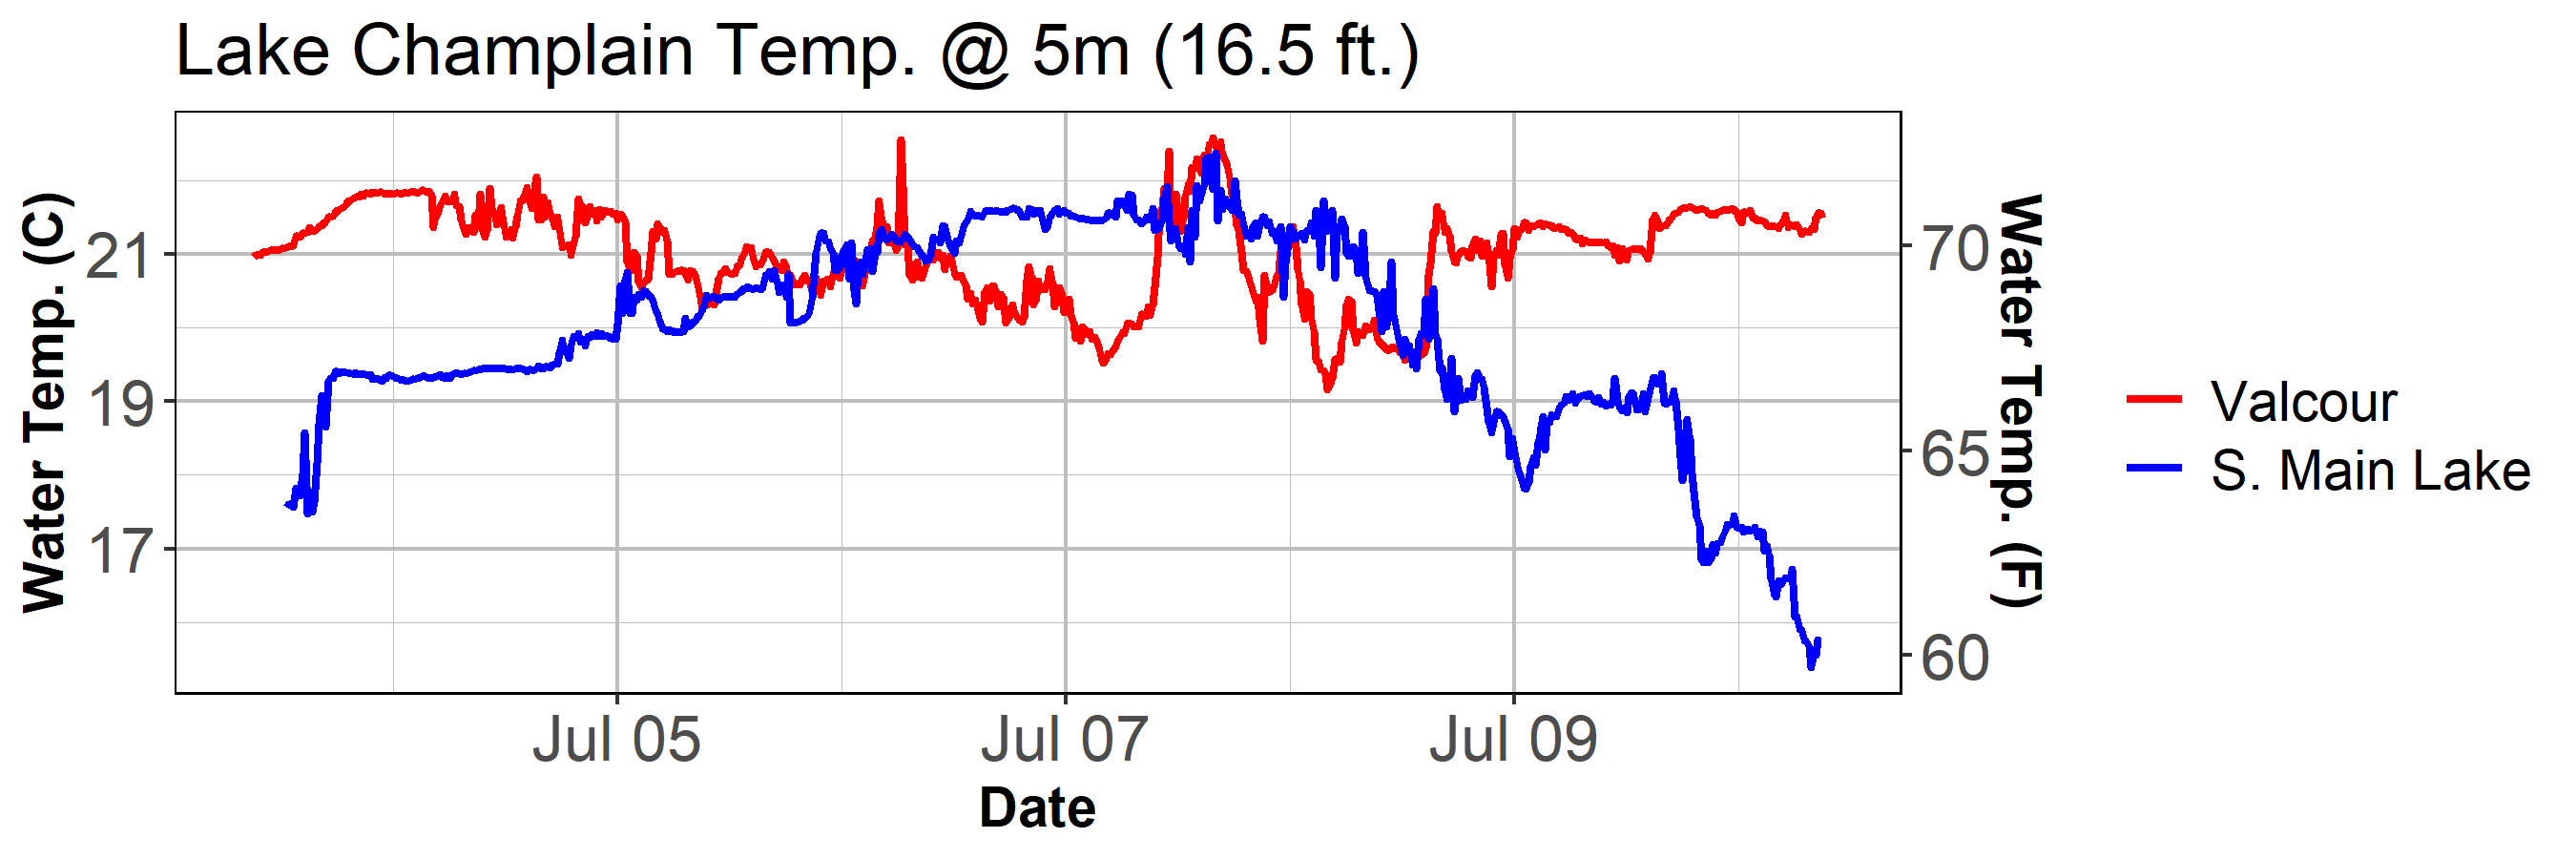 Lake Champlain Temp. @ 5m (16.5 ft.)
Water Temp. (C)
21
19
17
70
65
60
Water Temp. (F)
Jul 05
Jul 07
Jul 09
Date
Valcour
S. Main Lake